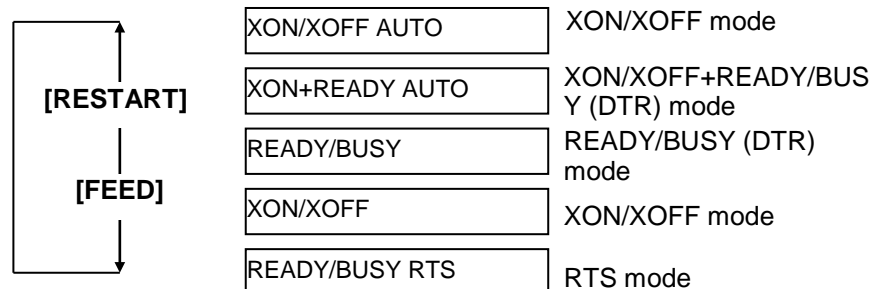 XON/XOFF AUTO
XON/XOFF mode
[RESTART]
XON+READY AUTO
XON/XOFF+READY/BUS
Y (DTR) mode
READY/BUSY
READY/BUSY (DTR)
mode
[FEED]
XON/XOFF
XON/XOFF mode
READY/BUSY RTS
RTS mode